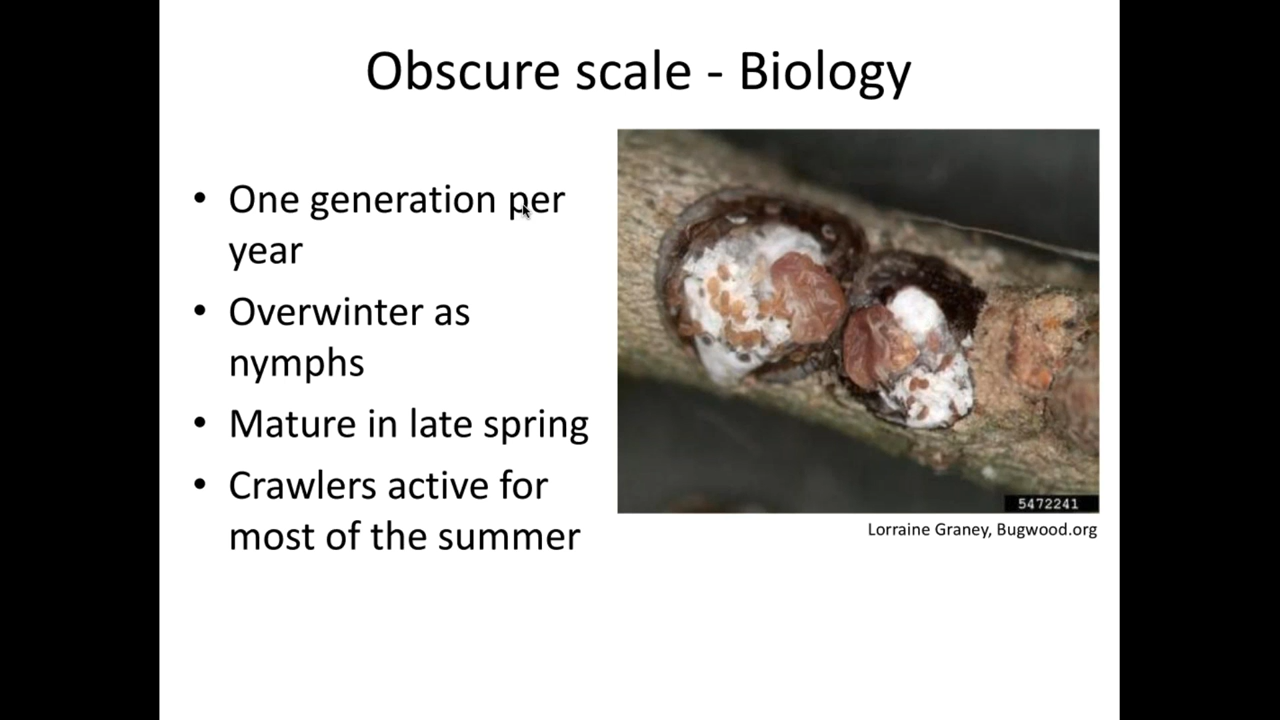 Obscure scale - Biology
• One generation per
year
• Overwinter as
nymphs
• Mature in late spring
• Crawlers active for
most of the summer
5472241
Lorraine Graney, Bugwood.org